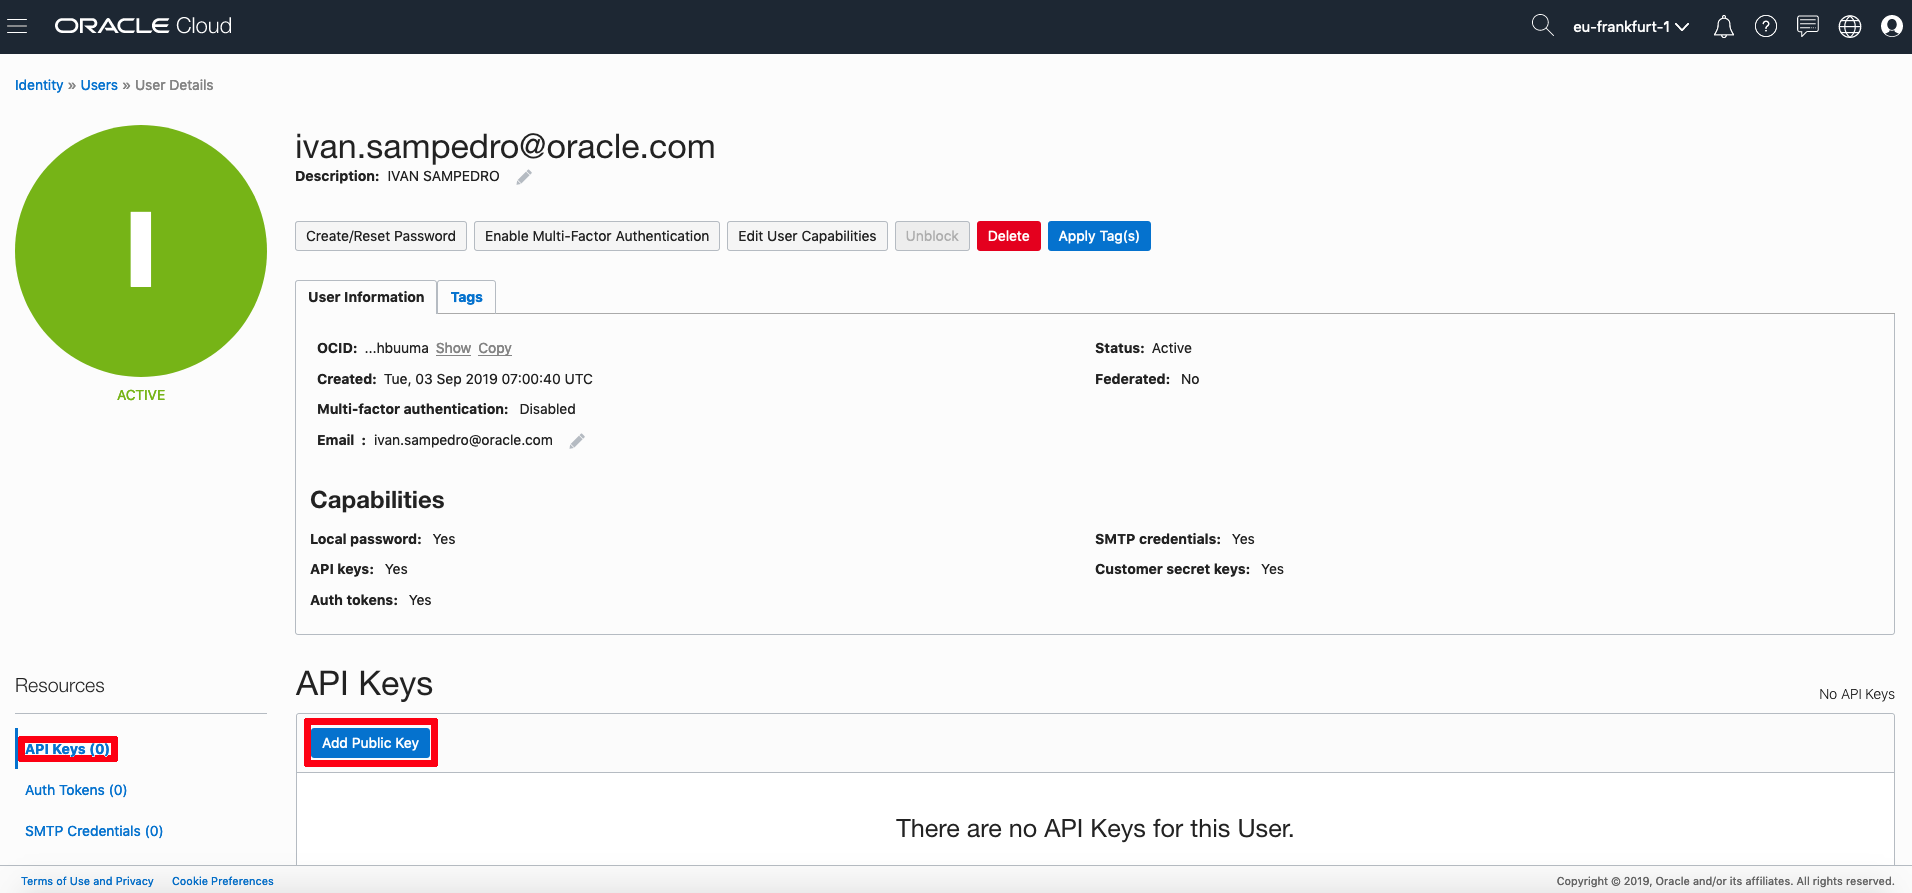 ORACLE Cloud
eu-frankfurt-1
Identity » Users » User Details
I
ACTIVE
ivan.sampedro@oracle.com
Description: IVAN SAMPEDRO
Create/Reset Password Enable Multi-Factor Authentication Edit User Capabilities Unblock Delete Apply Tag(s)
User Information Tags
OCID: ...hbuuma Show Copy
Status: Active
Created: Tue, 03 Sep 2019 07:00:40 UTC
Federated: No
Multi-factor authentication: Disabled
Email : ivan.sampedro@oracle.com
Capabilities
Local password: Yes
SMTP credentials: Yes
API keys: Yes
Customer secret keys: Yes
Auth tokens: Yes
Resources
API Keys (0)
Auth Tokens (0)
SMTP Credentials (0)
API Keys
No API Keys
Add Public Key
There are no API Keys for this User.
Terms of Use and Privacy Cookie Preferences
Copyright © 2019, Oracle and/or its affiliates. All rights reserved.